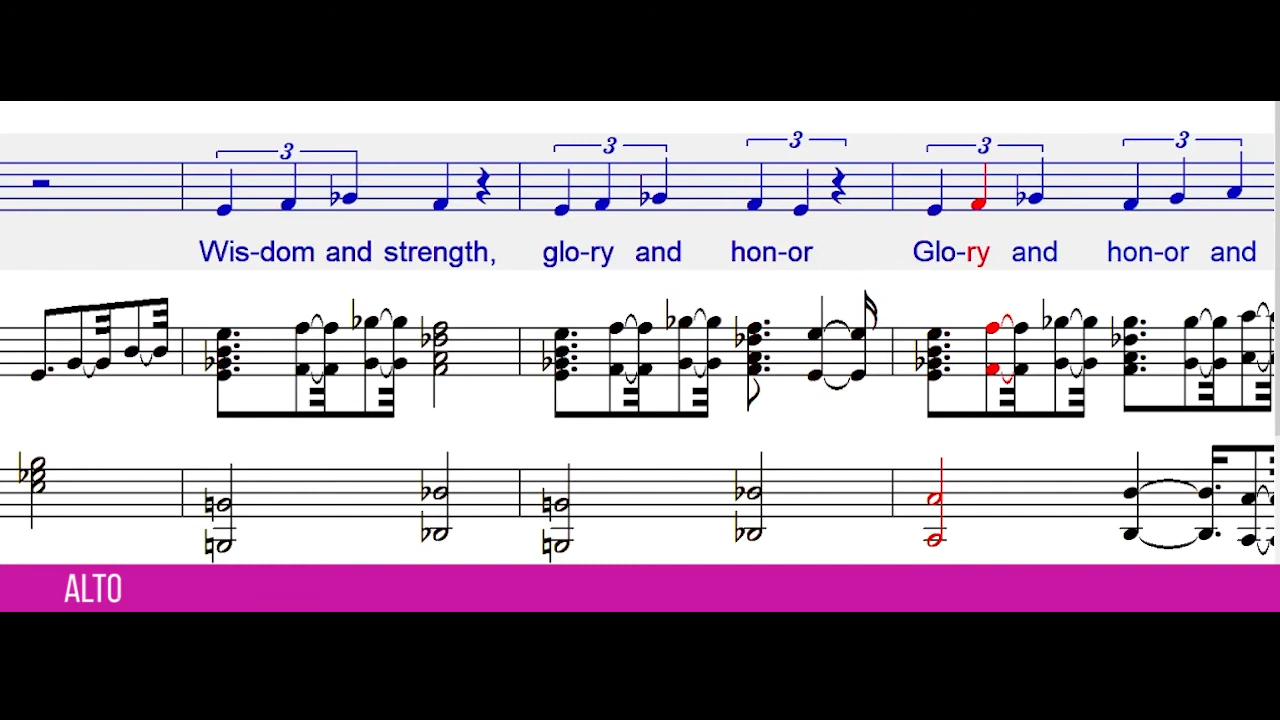 3 3 3 3 3
Wis-dom and strength, glo-ry and hon-or Glo-ry and hon-or and
ALTO